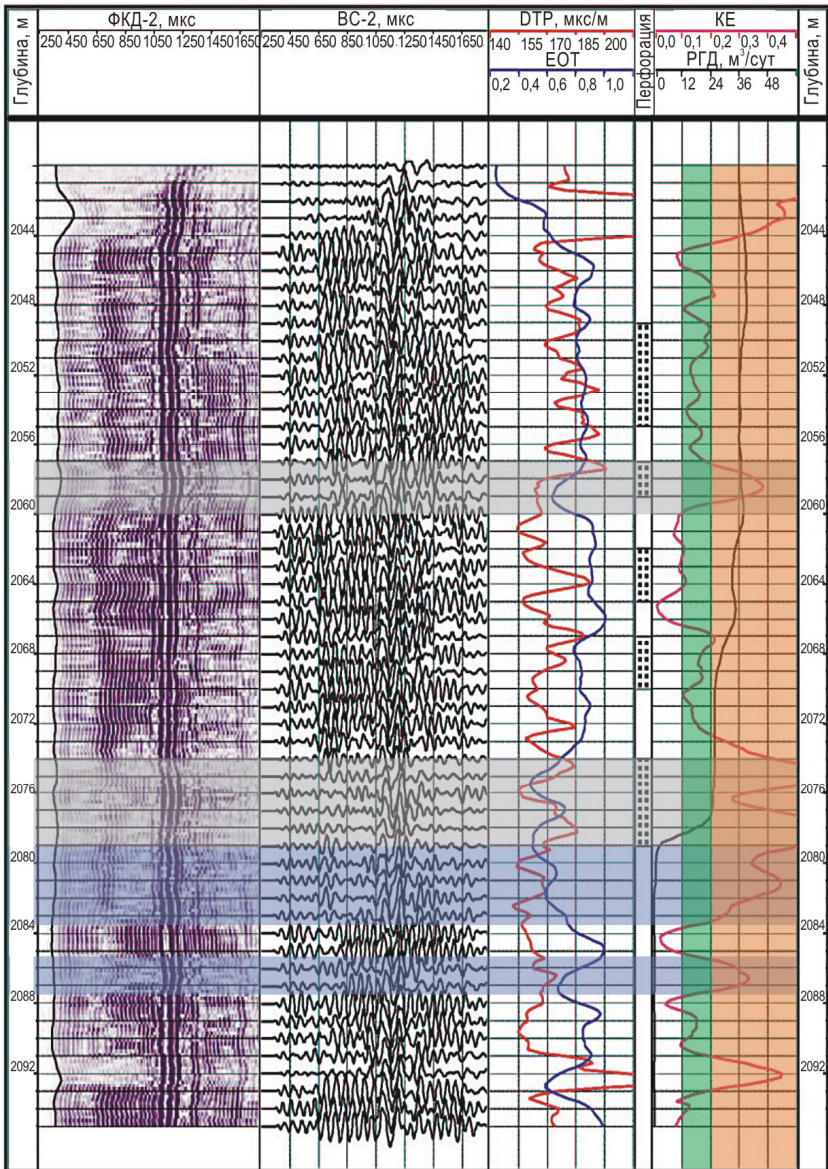 Глубина, м
ФКД-2, мкс
250 450 650 850 1050 1250 1450 1650
ВС-2, мкс
250 450 650 850 1050 1250 1450 1650
DTP, мкс/м
140 155 170 185 200
ЕОТ
0,2 0,4 0,6 0,8 1,0
Перфорация
КЕ
0,0 0,1 0,2 0,3 0,4
РГД, м³/сут
0 12 24 36 48
Глубина, м
2044 2044
2048 2048
2052 2052
2056 2056
2060 2060
2064 2064
2068 2068
2072 2072
2076 2076
2080 2080
2084 2084
2088 2088
2092 2092